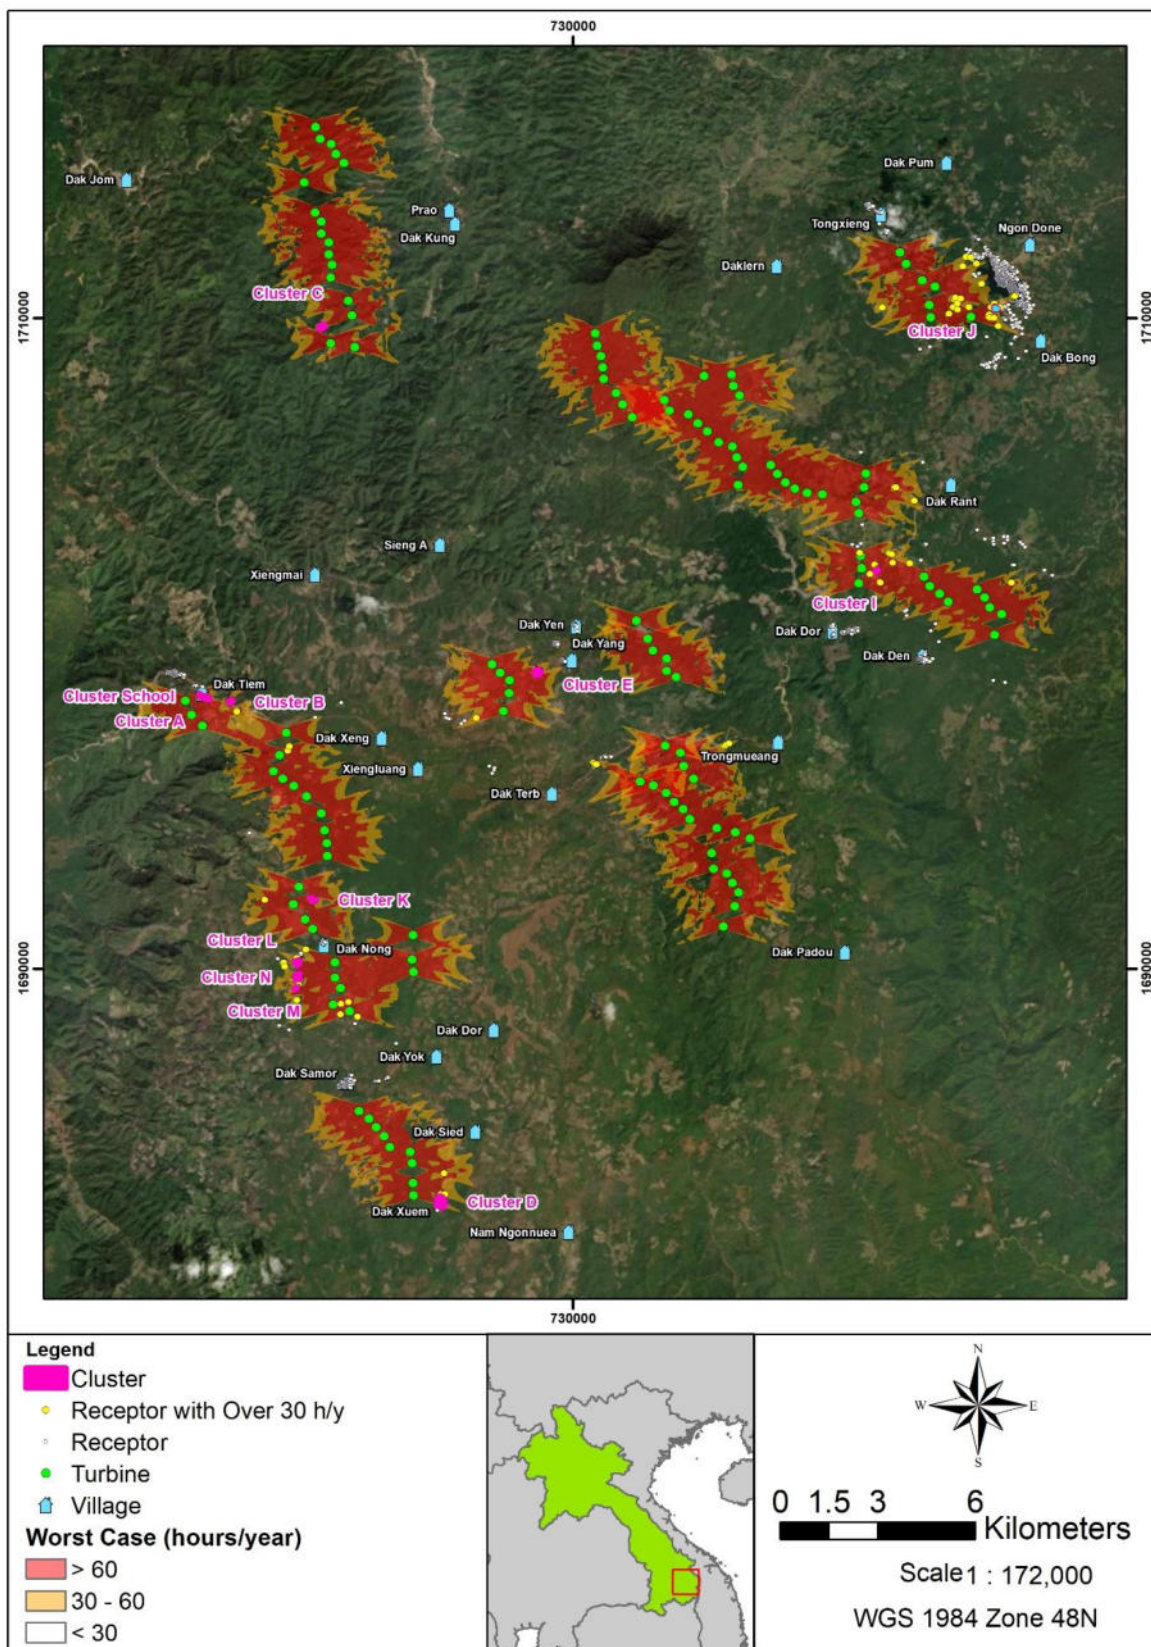 730000
Dak Pum
Dak Jom
Prao
Tongxieng
Dak Kung
Ngon Done
Daklern
Cluster C
1710000
1710000
Cluster J
Dak Bong
Dak Rant
Sieng A
Xiengmai
Cluster I
Dak Yen
Dak Dor
Dak Yang
Dak Den
Dak Tiem
Cluster E
Cluster School
Cluster B
Cluster A
Dak Xeng
Trongmueang
Xiengluang
Dak Terb
Cluster K
Cluster L
Dak Nong
Dak Padou
1690000
1690000
Cluster N
Cluster M
Dak Dor
Dak Yok
Dak Samor
Dak Sied
Cluster D
Dak Xuem
Nam Ngonnuea
730000
Legend
Cluster
Receptor with Over 30 h/y
Receptor
Turbine
Village
Worst Case (hours/year)
> 60
30 - 60
< 30
N
W E
S
0 1.5 3 6
Kilometers
Scale 1 : 172,000
WGS 1984 Zone 48N